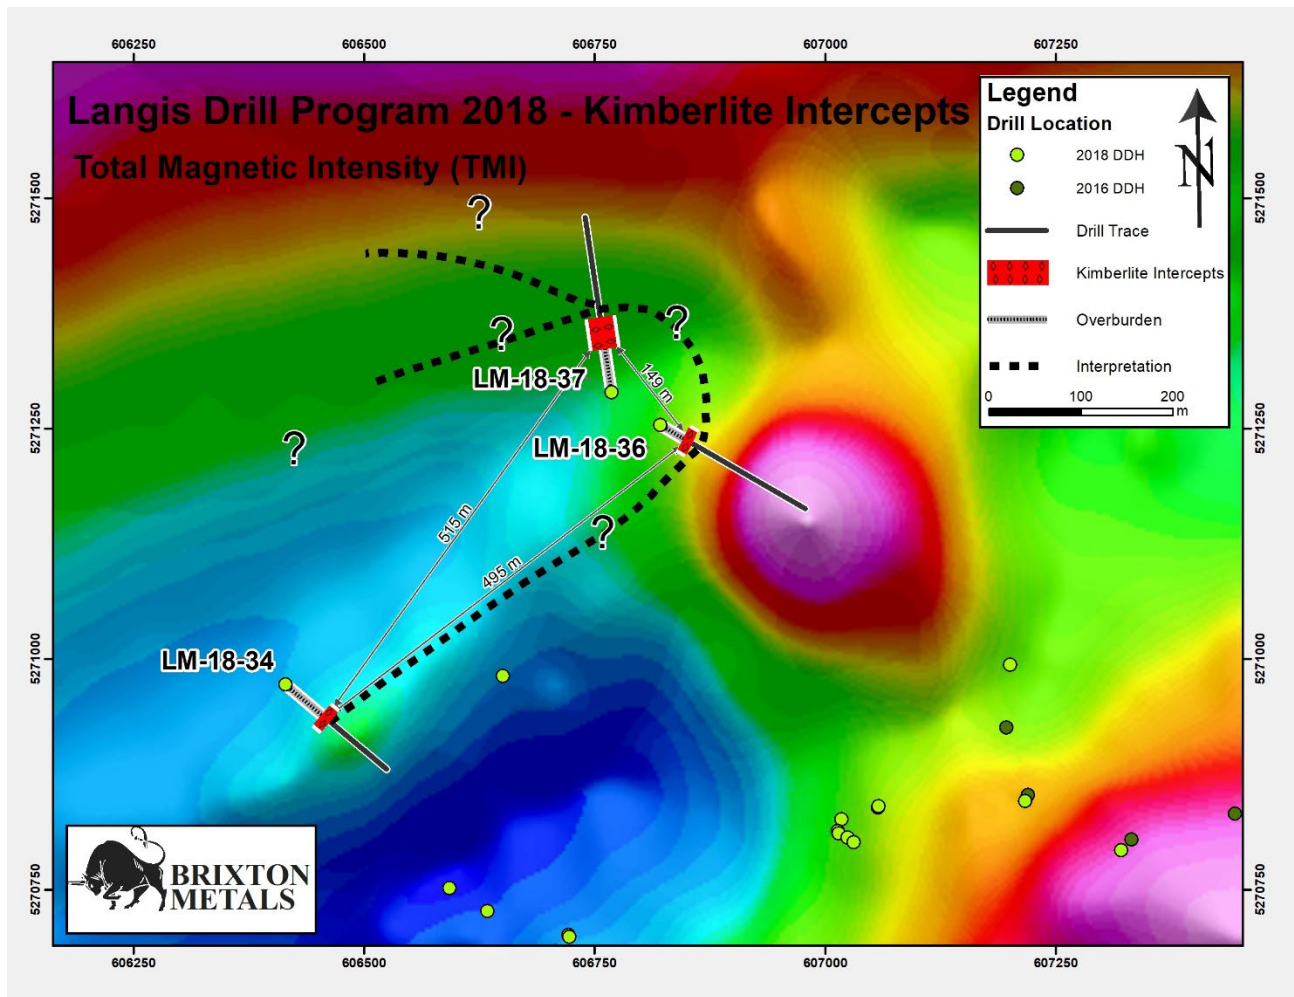 606250 606500 606750 607000 607250
Langis Drill Program 2018 - Kimberlite Intercepts
Total Magnetic Intensity (TMI)
Legend
Drill Location
2018 DDH
2016 DDH
Drill Trace
Kimberlite Intercepts
Overburden
Interpretation
0 100 200
m
N
5271500
5271500
?
?
?
LM-18-37
149 m
5271250
5271250
LM-18-36
?
515 m
?
495 m
5271000
5271000
LM-18-34
BRIXTON
METALS
5270750
5270750
606250 606500 606750 607000 607250